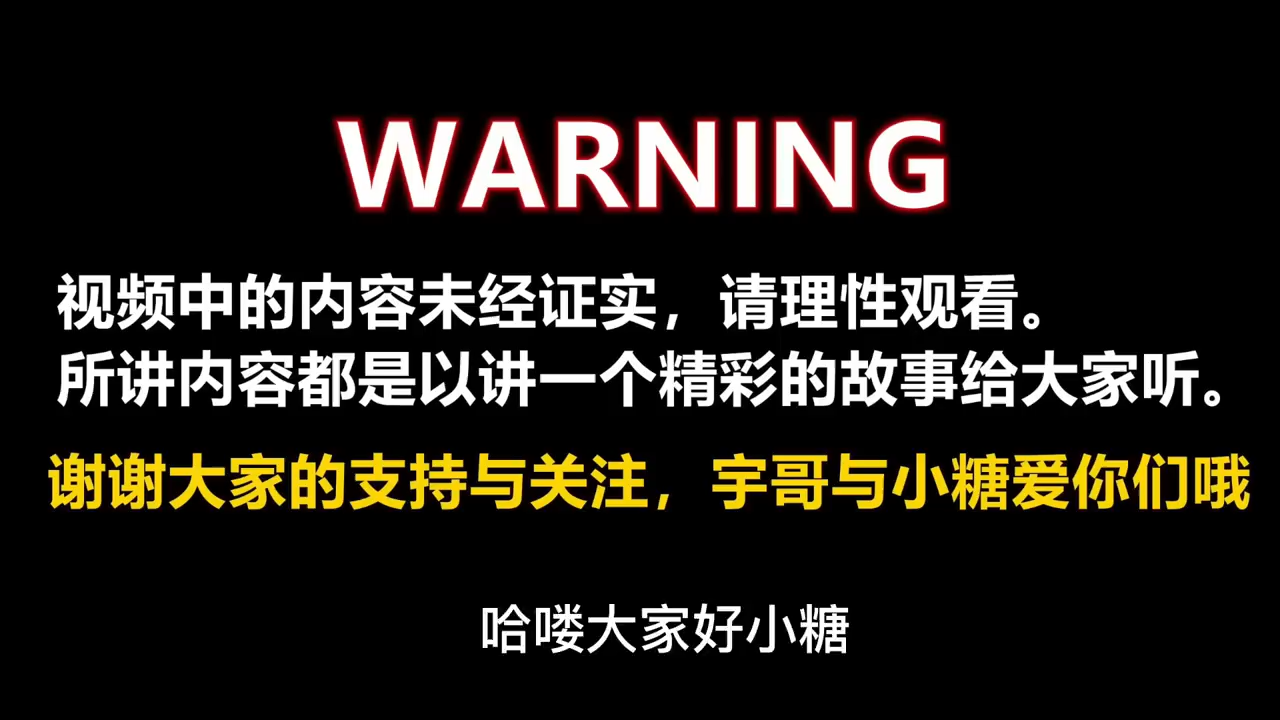 WARNING
视频中的内容未经证实，请理性观看。
所讲内容都是以讲一个精彩的故事给大家听。
谢谢大家的支持与关注，宇哥与小糖爱你们哦
哈喽大家好小糖